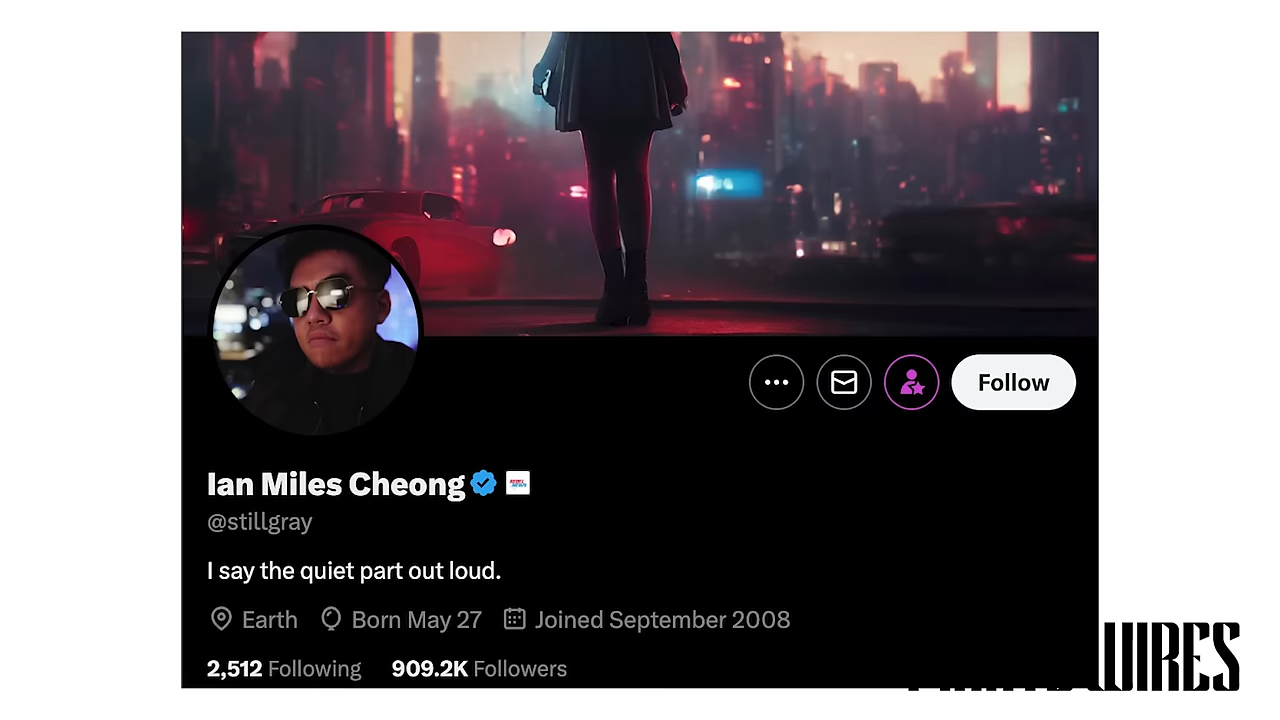 Follow
Ian Miles Cheong
@stillgray
I say the quiet part out loud.
Earth Born May 27 Joined September 2008
2,512 Following 909.2K Followers
WIRES